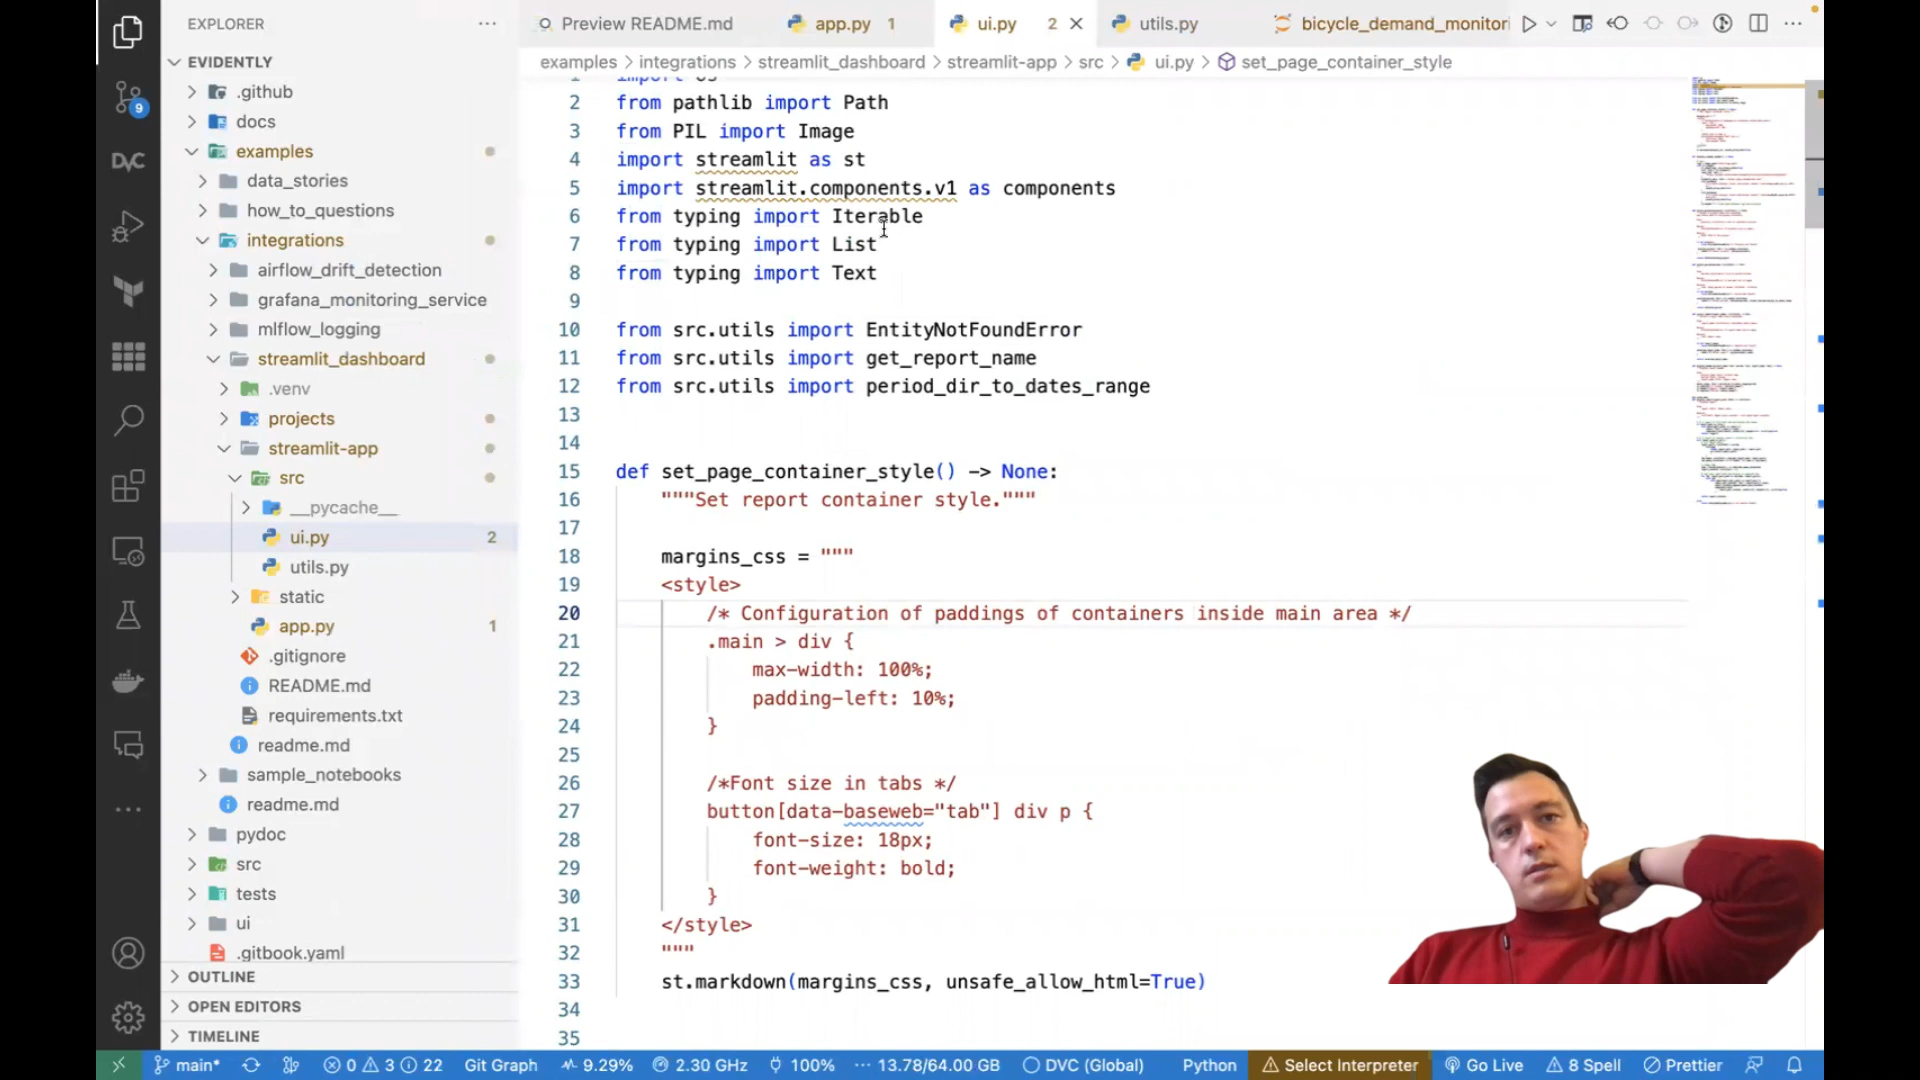 EXPLORER
EVIDENTLY
.github
docs
examples
data_stories
how_to_questions
integrations
airflow_drift_detection
grafana_monitoring_service
mlflow_logging
streamlit_dashboard
.venv
projects
streamlit-app
src
__pycache__
ui.py 2
utils.py
static
app.py 1
.gitignore
README.md
requirements.txt
readme.md
sample_notebooks
readme.md
pydoc
src
tests
ui
.gitbook.yaml
OUTLINE
OPEN EDITORS
TIMELINE
9
DVC
Preview README.md
app.py 1
ui.py 2
utils.py
bicycle_demand_monitori
examples > integrations > streamlit_dashboard > streamlit-app > src > ui.py > set_page_container_style
1 import os
2 from pathlib import Path
3 from PIL import Image
4 import streamlit as st
5 import streamlit.components.v1 as components
6 from typing import Iterable
7 from typing import List
8 from typing import Text
9
10 from src.utils import EntityNotFoundError
11 from src.utils import get_report_name
12 from src.utils import period_dir_to_dates_range
13
14
15 def set_page_container_style() -> None:
16 """Set report container style."""
17
18 margins_css = """
19 <style>
20 /* Configuration of paddings of containers inside main area */
21 .main > div {
22 max-width: 100%;
23 padding-left: 10%;
24 }
25
26 /*Font size in tabs */
27 button[data-baseweb="tab"] div p {
28 font-size: 18px;
29 font-weight: bold;
30 }
31 </style>
32 """
33 st.markdown(margins_css, unsafe_allow_html=True)
34
35
main* 0 3 22 Git Graph 9.29% 2.30 GHz 100% 13.78/64.00 GB DVC (Global) Python Select Interpreter Go Live 8 Spell Prettier